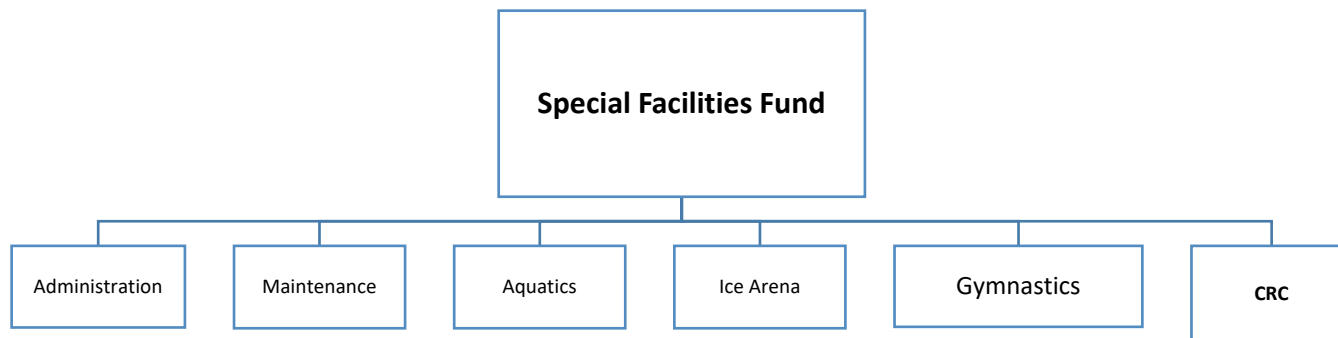 Special Facilities Fund
Administration
Maintenance
Aquatics
Ice Arena
Gymnastics
CRC